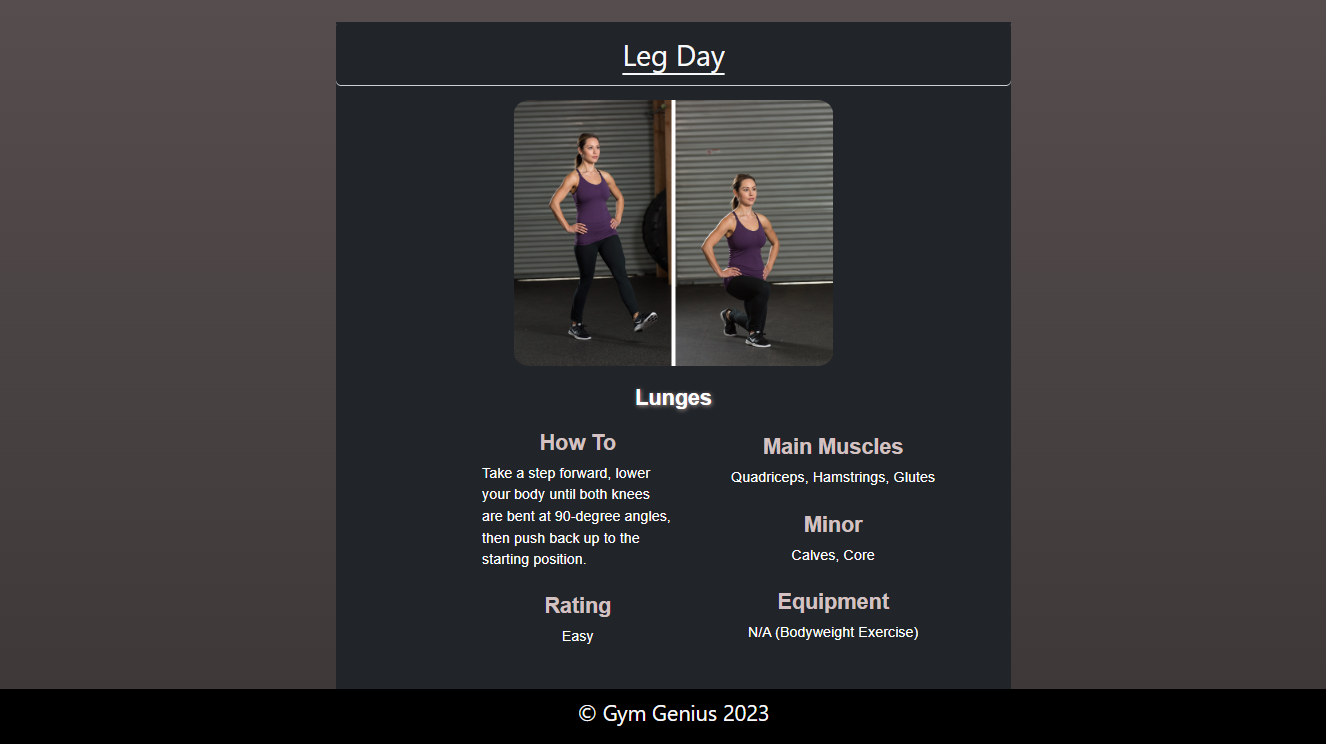 Leg Day
Lunges
How To
Take a step forward, lower
your body until both knees
are bent at 90-degree angles,
then push back up to the
starting position.
Rating
Easy
Main Muscles
Quadriceps, Hamstrings, Glutes
Minor
Calves, Core
Equipment
N/A (Bodyweight Exercise)
© Gym Genius 2023